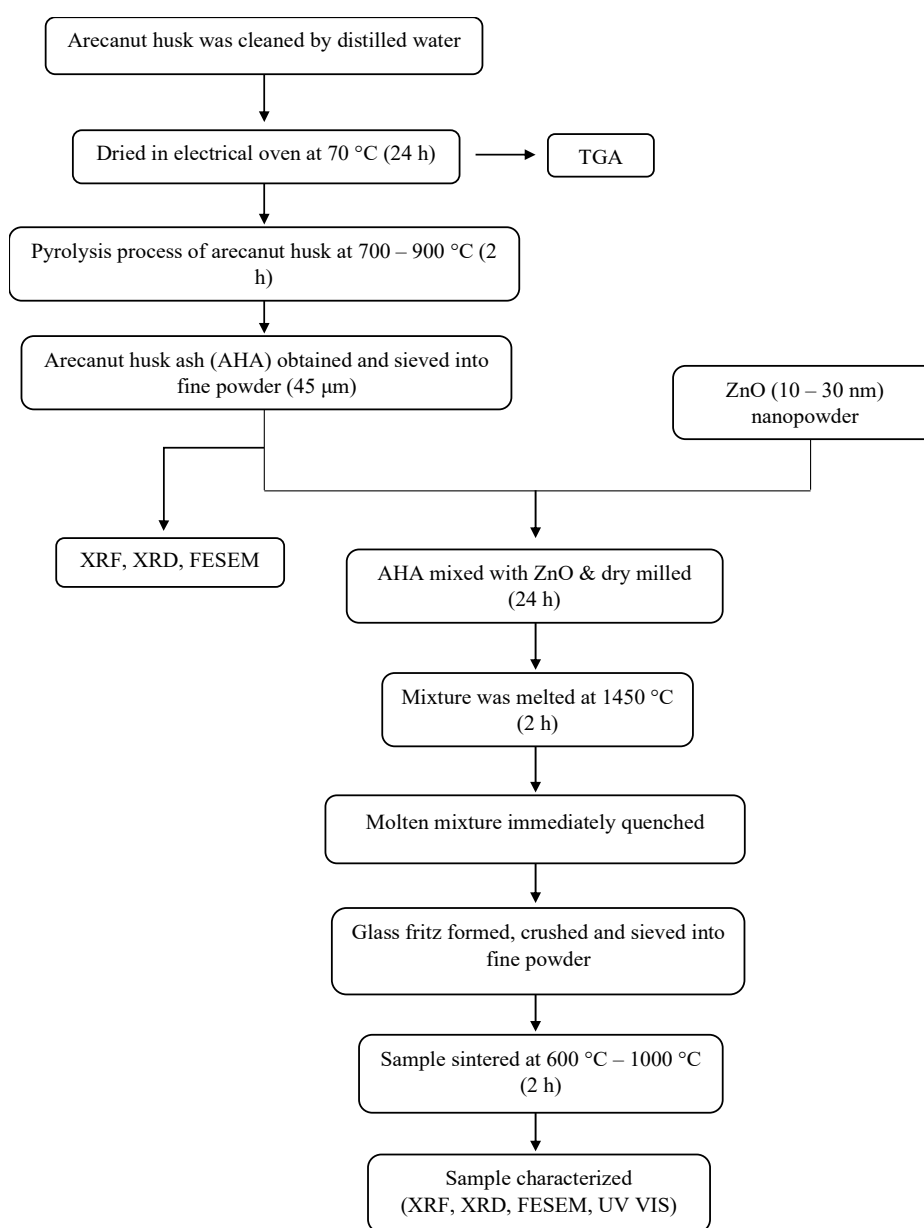 Arecanut husk was cleaned by distilled water
Dried in electrical oven at 70 °C (24 h)
TGA
Pyrolysis process of arecanut husk at 700 – 900 °C (2
h)
Arecanut husk ash (AHA) obtained and sieved into
fine powder (45 μm)
ZnO (10 – 30 nm)
nanopowder
XRF, XRD, FESEM
AHA mixed with ZnO & dry milled
(24 h)
Mixture was melted at 1450 °C
(2 h)
Molten mixture immediately quenched
Glass fritz formed, crushed and sieved into
fine powder
Sample sintered at 600 °C – 1000 °C
(2 h)
Sample characterized
(XRF, XRD, FESEM, UV VIS)